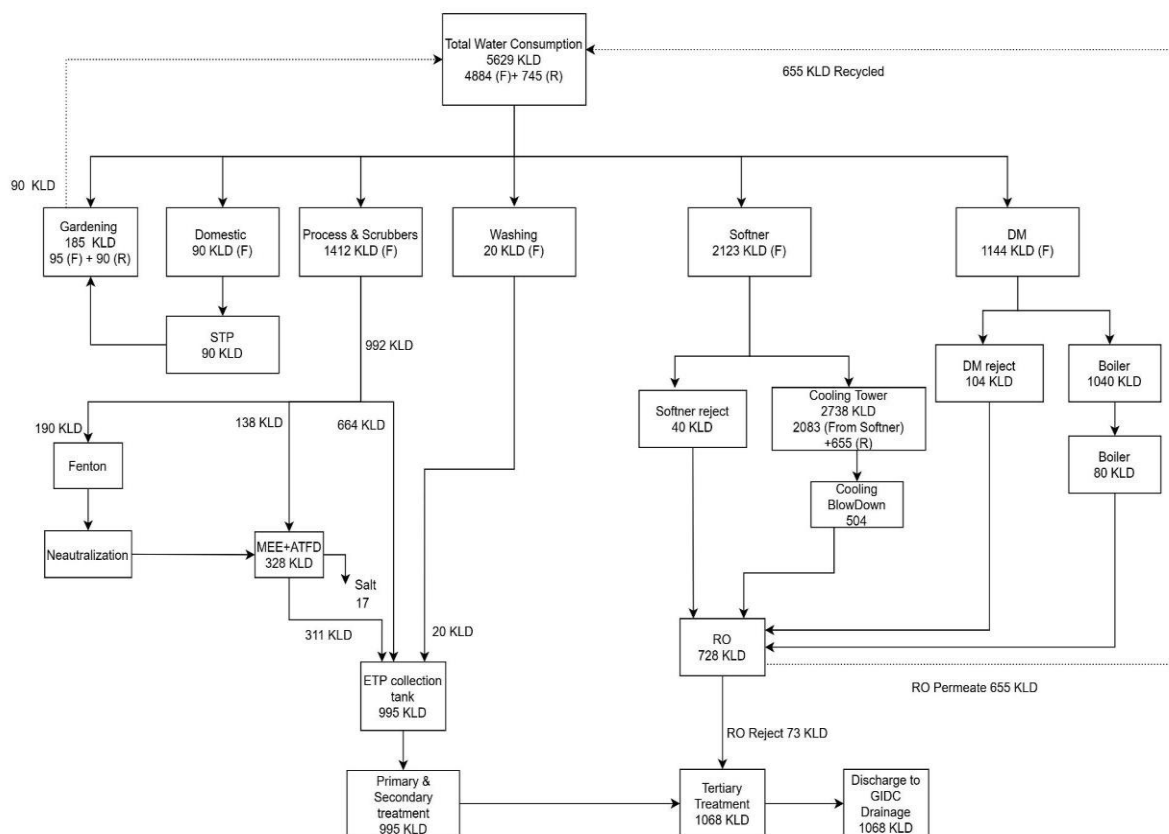 Total Water Consumption
5629 KLD
4884 (F)+ 745 (R)
655 KLD Recycled
90 KLD
Gardening
185 KLD
95 (F) + 90 (R)
Domestic
90 KLD (F)
Process & Scrubbers
1412 KLD (F)
Washing
20 KLD (F)
Softner
2123 KLD (F)
DM
1144 KLD (F)
STP
90 KLD
992 KLD
DM reject
104 KLD
Boiler
1040 KLD
Softner reject
40 KLD
Cooling Tower
2738 KLD
2083 (From Softner)
+655 (R)
190 KLD
138 KLD
664 KLD
Fenton
Boiler
80 KLD
Cooling
BlowDown
504
Neautralization
MEE+ATFD
328 KLD
Salt
17
311 KLD
20 KLD
RO
728 KLD
RO Permeate 655 KLD
ETP collection
tank
995 KLD
RO Reject 73 KLD
Primary &
Secondary
treatment
995 KLD
Tertiary
Treatment
1068 KLD
Discharge to
GIDC
Drainage
1068 KLD